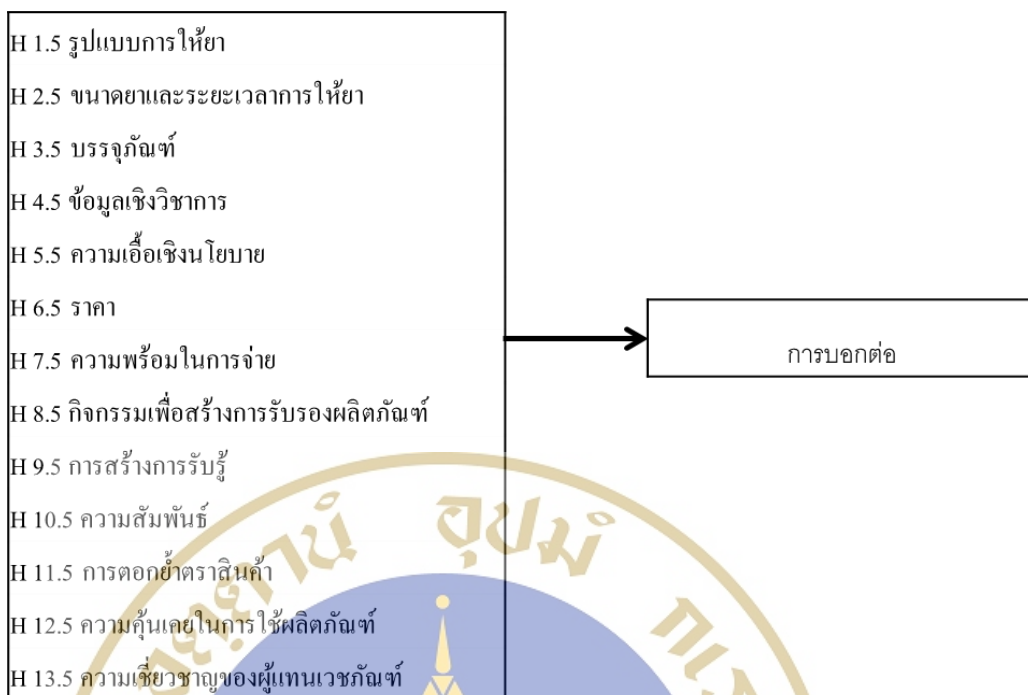 H 1.5 รูปแบบการให้ยา
H 2.5 ขนาดยาและระยะเวลาการให้ยา
H 3.5 บรรจุภัณฑ์
H 4.5 ข้อมูลเชิงวิชาการ
H 5.5 ความเอื้อเชิงนโยบาย
H 6.5 ราคา
H 7.5 ความพร้อมในการจ่าย
H 8.5 กิจกรรมเพื่อสร้างการรับรองผลิตภัณฑ์
H 9.5 การสร้างการรับรู้
H 10.5 ความสัมพันธ์
H 11.5 การตอกย้ำตราสินค้า
H 12.5 ความคุ้นเคยในการใช้ผลิตภัณฑ์
H 13.5 ความเชี่ยวชาญของผู้แทนเวชภัณฑ์
การบอกต่อ
อุปมํ